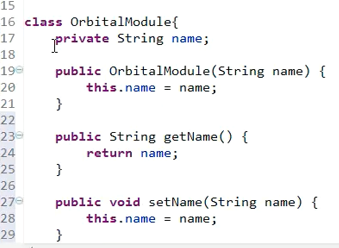 15
16 class OrbitalModule{
17     private String name;
18
19     public OrbitalModule(String name) {
20         this.name = name;
21     }
22
23     public String getName() {
24         return name;
25     }
26
27     public void setName(String name) {
28         this.name = name;
29     }